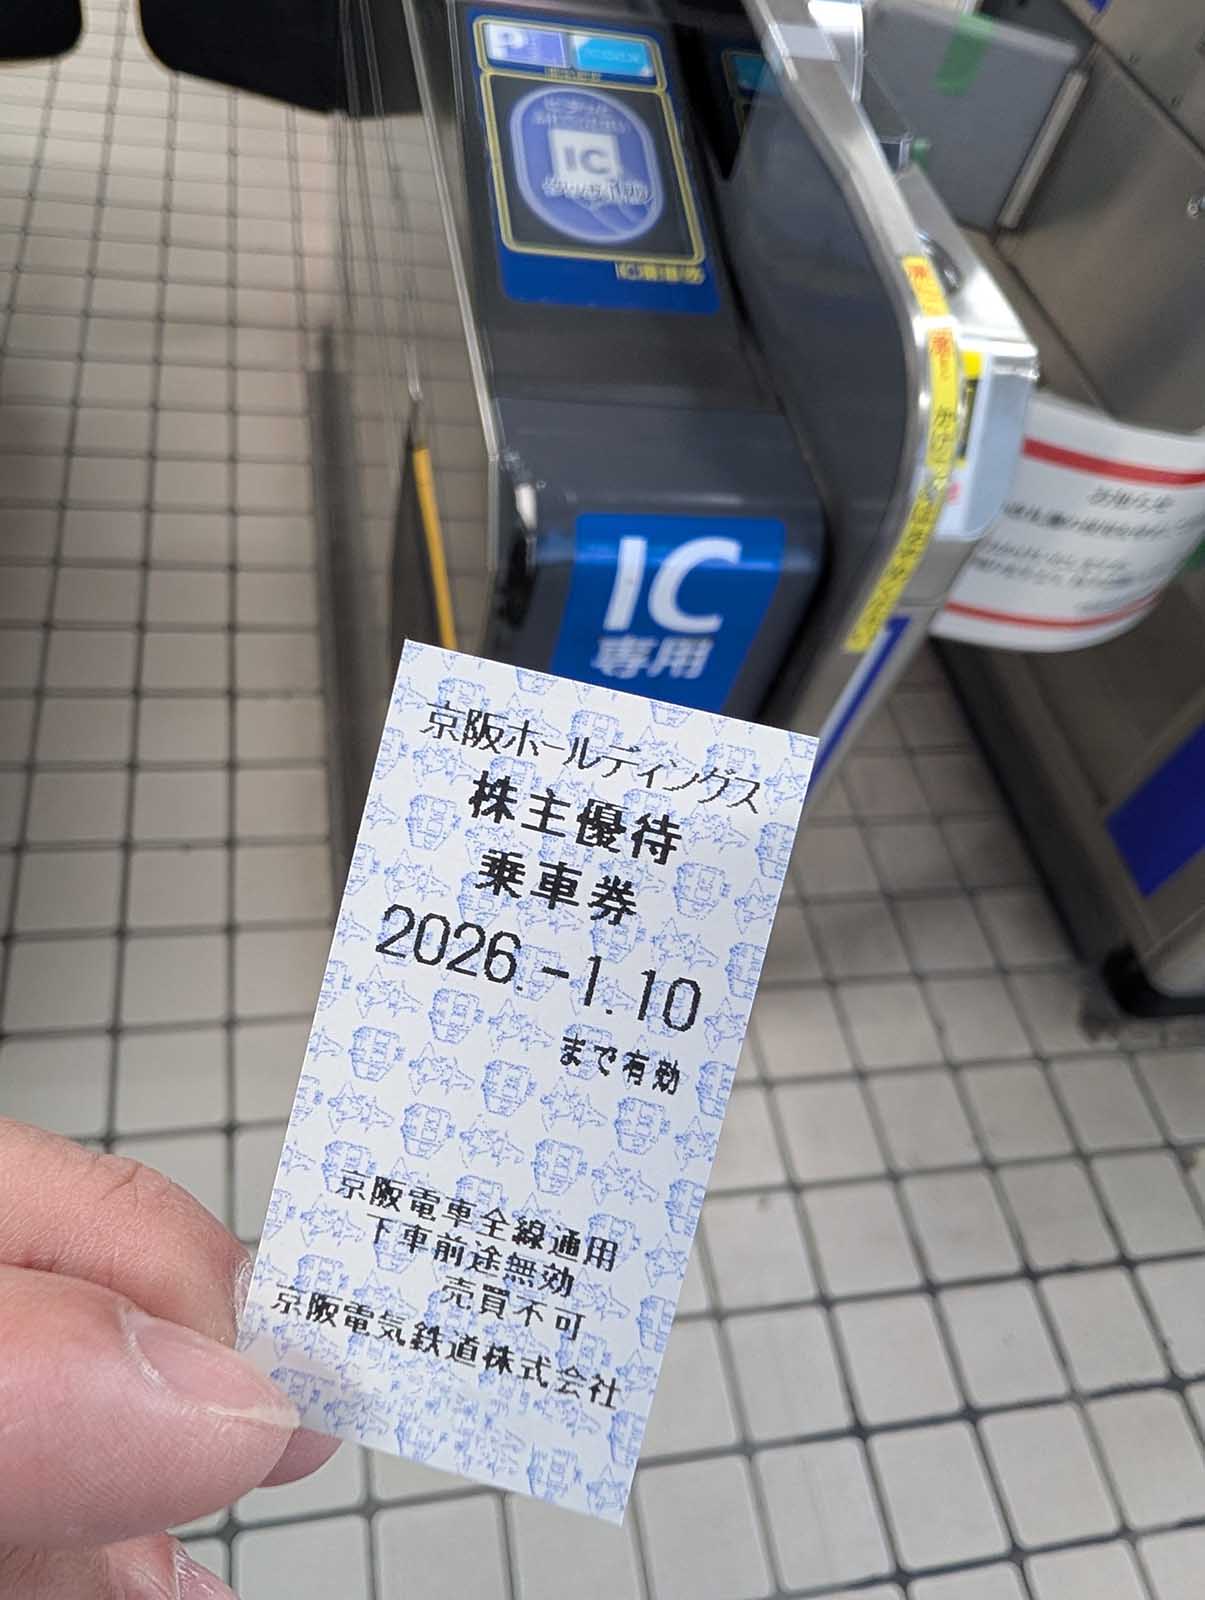 P
IC
IC
専用
京阪ホールディングス
株主優待
乗車券
2026.-1.10
まで有効
京阪電車全線通用
下車前途無効
売買不可
京阪電気鉄道株式会社